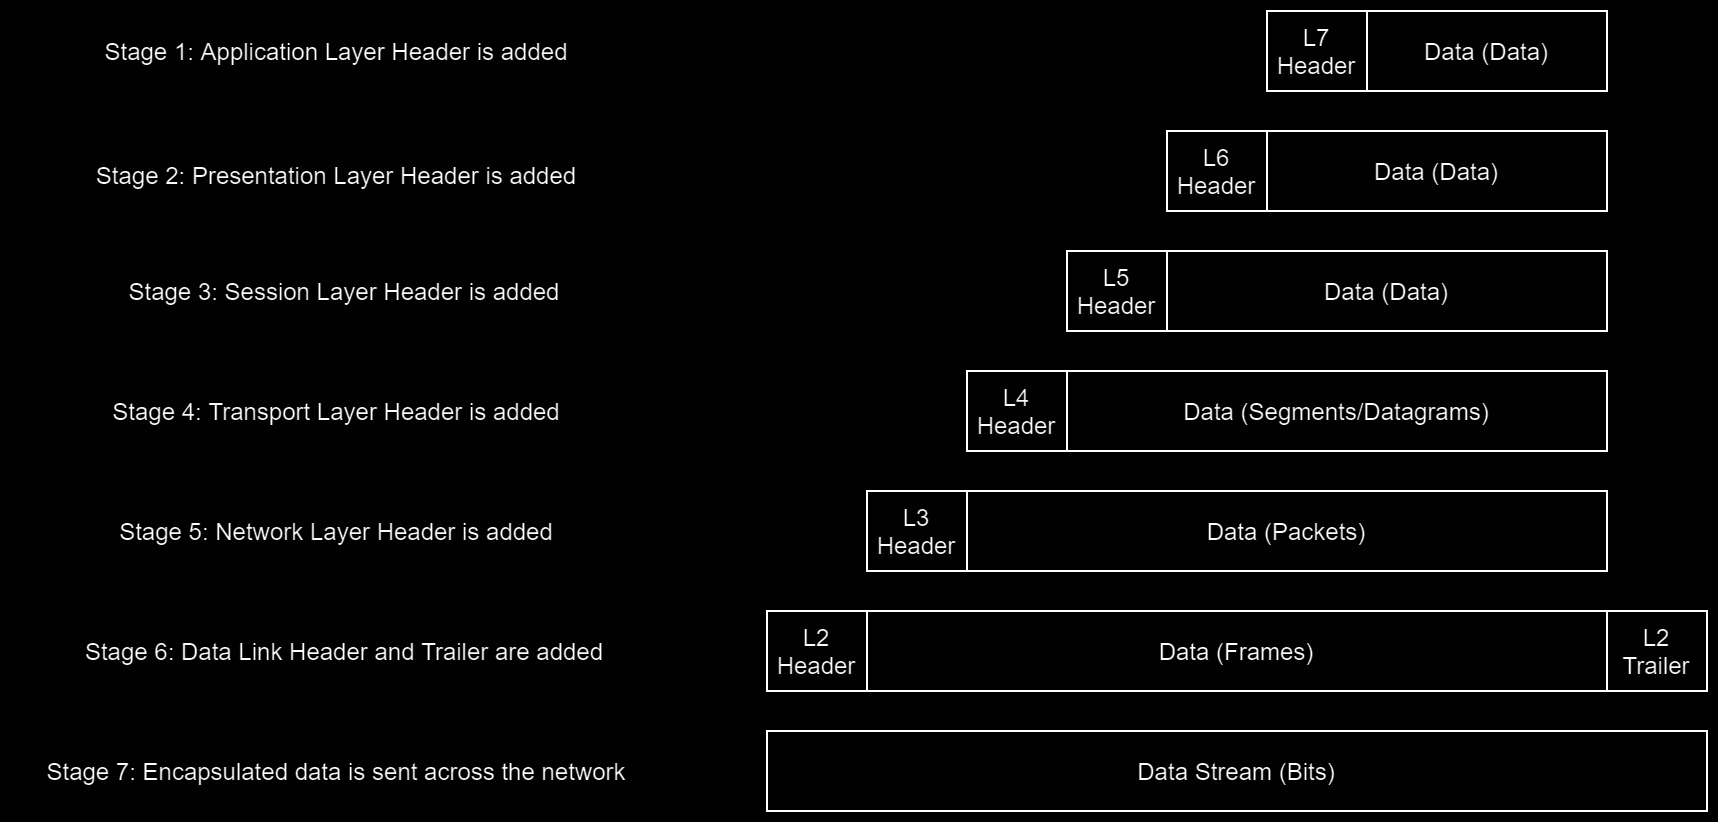 Stage 1: Application Layer Header is added
L7
Header
Data (Data)
Stage 2: Presentation Layer Header is added
L6
Header
Data (Data)
Stage 3: Session Layer Header is added
L5
Header
Data (Data)
Stage 4: Transport Layer Header is added
L4
Header
Data (Segments/Datagrams)
Stage 5: Network Layer Header is added
L3
Header
Data (Packets)
Stage 6: Data Link Header and Trailer are added
L2
Header
Data (Frames)
L2
Trailer
Stage 7: Encapsulated data is sent across the network
Data Stream (Bits)